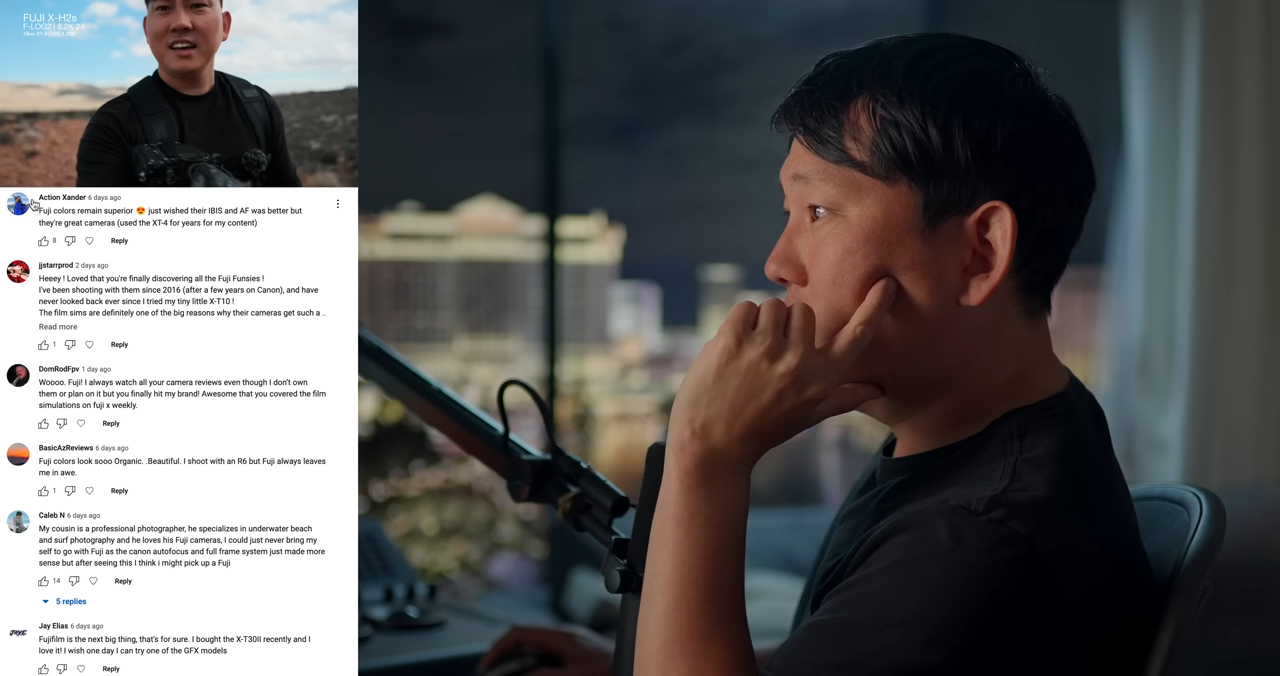 FUJI X-H2s
F-LOG2 | 6.2K 24
Action Xander 6 days ago
Fuji colors remain superior 😍 just wished their IBIS and AF was better but
they're great cameras (used the XT-4 for years for my content)
8 Reply
jjstarrprod 2 days ago
Heeey ! Loved that you're finally discovering all the Fuji Funsies !
I've been shooting with them since 2016 (after a few years on Canon), and have
never looked back ever since I tried my tiny little X-T10 !
The film sims are definitely one of the big reasons why their cameras get such a ..
Read more
1 Reply
DomRodFpv 1 day ago
Woooo. Fuji! I always watch all your camera reviews even though I don't own
them or plan on it but you finally hit my brand! Awesome that you covered the film
simulations on fuji x weekly.
Reply
BasicAzReviews 6 days ago
Fuji colors look sooo Organic. .Beautiful. I shoot with an R6 but Fuji always leaves
me in awe.
1 Reply
Caleb N 6 days ago
My cousin is a professional photographer, he specializes in underwater beach
and surf photography and he loves his Fuji cameras, I could just never bring my
self to go with Fuji as the canon autofocus and full frame system just made more
sense but after seeing this I think i might pick up a Fuji
14 Reply
5 replies
Jay Elias 6 days ago
Fujifilm is the next big thing, that's for sure. I bought the X-T30II recently and I
love it! I wish one day I can try one of the GFX models
Reply